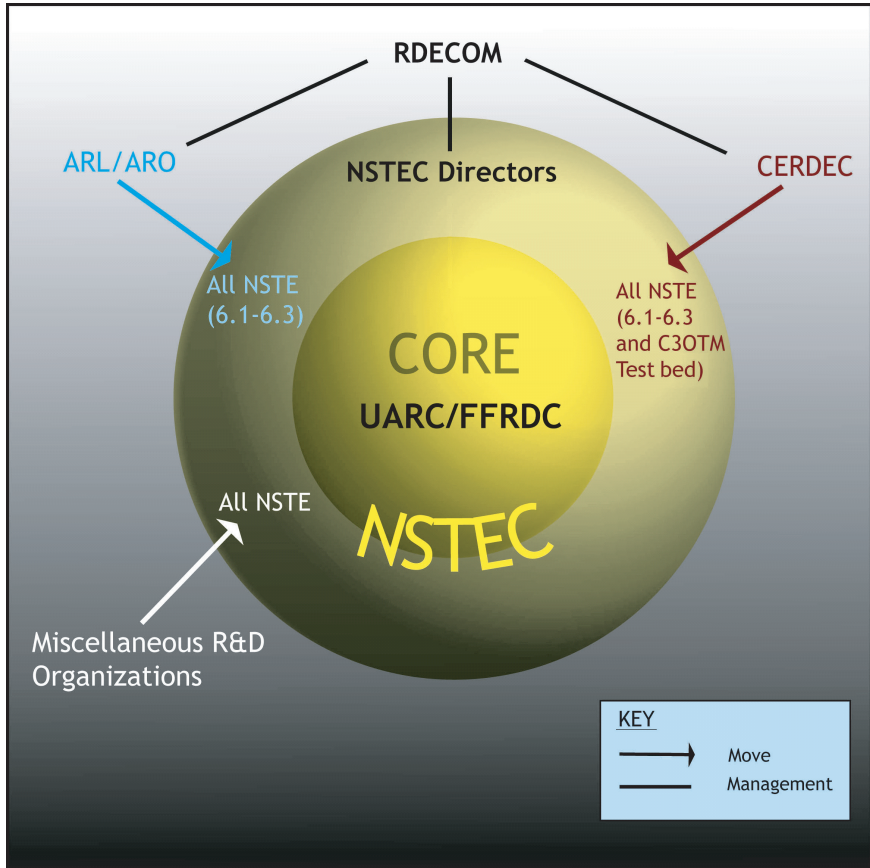 RDECOM
ARL/ARO
NSTEC Directors
CERDEC
All NSTE
(6.1-6.3)
All NSTE
(6.1-6.3
and C3OTM
Test bed)
CORE
UARC/FFRDC
NSTEC
All NSTE
Miscellaneous R&D
Organizations
KEY
Move
Management